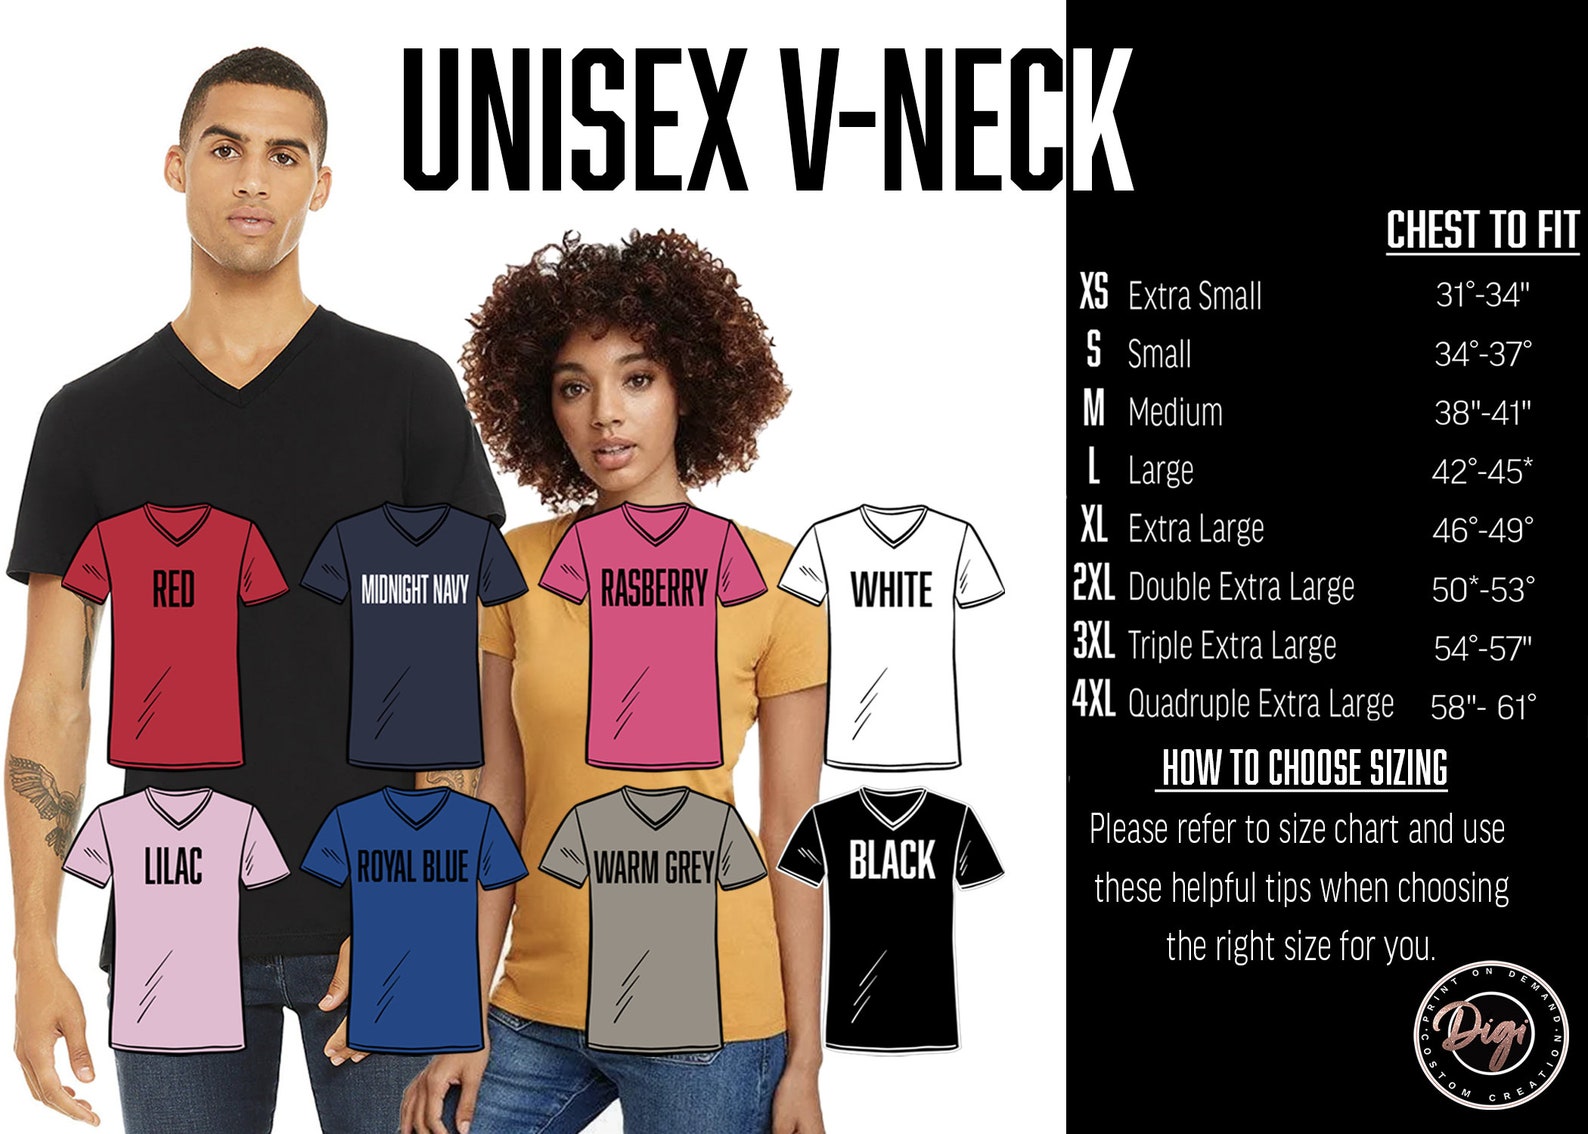 UNISEX V-NECK
CHEST TO FIT
XS Extra Small 31°-34"
S Small 34°-37°
M Medium 38"-41"
L Large 42°-45*
XL Extra Large 46°-49°
2XL Double Extra Large 50*-53°
3XL Triple Extra Large 54°-57"
4XL Quadruple Extra Large 58"- 61°
HOW TO CHOOSE SIZING
Please refer to size chart and use
these helpful tips when choosing
the right size for you.
RED
MIDNIGHT NAVY
RASBERRY
WHITE
LILAC
ROYAL BLUE
WARM GREY
BLACK
PRINT ON DEMAND
Digi
CUSTOM CREATION